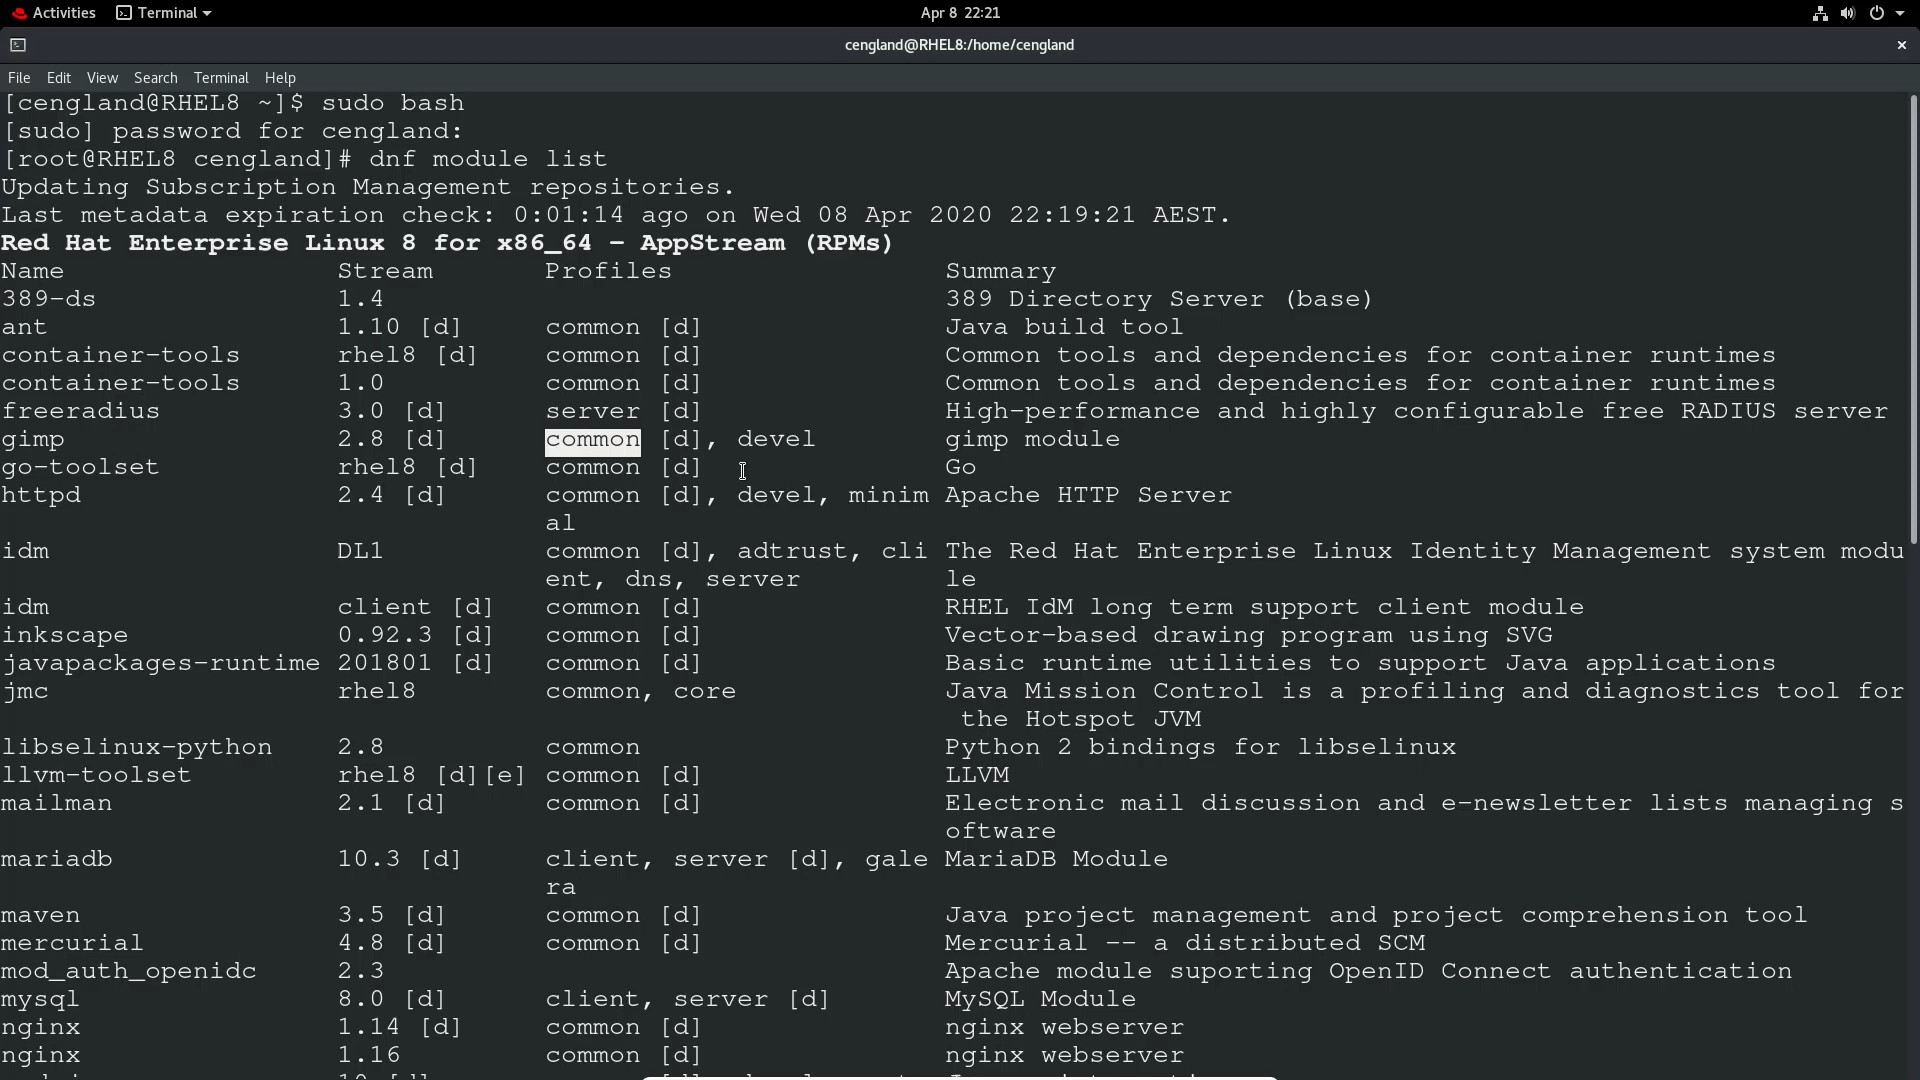 Activities Terminal Apr 8 22:21
cengland@RHEL8:/home/cengland
File Edit View Search Terminal Help
[cengland@RHEL8 ~]$ sudo bash
[sudo] password for cengland:
[root@RHEL8 cengland]# dnf module list
Updating Subscription Management repositories.
Last metadata expiration check: 0:01:14 ago on Wed 08 Apr 2020 22:19:21 AEST.
Red Hat Enterprise Linux 8 for x86_64 - AppStream (RPMs)
Name Stream Profiles Summary
389-ds 1.4 389 Directory Server (base)
ant 1.10 [d] common [d] Java build tool
container-tools rhel8 [d] common [d] Common tools and dependencies for container runtimes
container-tools 1.0 common [d] Common tools and dependencies for container runtimes
freeradius 3.0 [d] server [d] High-performance and highly configurable free RADIUS server
gimp 2.8 [d] common [d], devel gimp module
go-toolset rhel8 [d] common [d] Go
httpd 2.4 [d] common [d], devel, minim Apache HTTP Server
al
idm DL1 common [d], adtrust, cli The Red Hat Enterprise Linux Identity Management system modu
ent, dns, server le
idm client [d] common [d] RHEL IdM long term support client module
inkscape 0.92.3 [d] common [d] Vector-based drawing program using SVG
javapackages-runtime 201801 [d] common [d] Basic runtime utilities to support Java applications
jmc rhel8 common, core Java Mission Control is a profiling and diagnostics tool for
the Hotspot JVM
libselinux-python 2.8 common Python 2 bindings for libselinux
llvm-toolset rhel8 [d][e] common [d] LLVM
mailman 2.1 [d] common [d] Electronic mail discussion and e-newsletter lists managing s
oftware
mariadb 10.3 [d] client, server [d], gale MariaDB Module
ra
maven 3.5 [d] common [d] Java project management and project comprehension tool
mercurial 4.8 [d] common [d] Mercurial -- a distributed SCM
mod_auth_openidc 2.3 Apache module suporting OpenID Connect authentication
mysql 8.0 [d] client, server [d] MySQL Module
nginx 1.14 [d] common [d] nginx webserver
nginx 1.16 common [d] nginx webserver